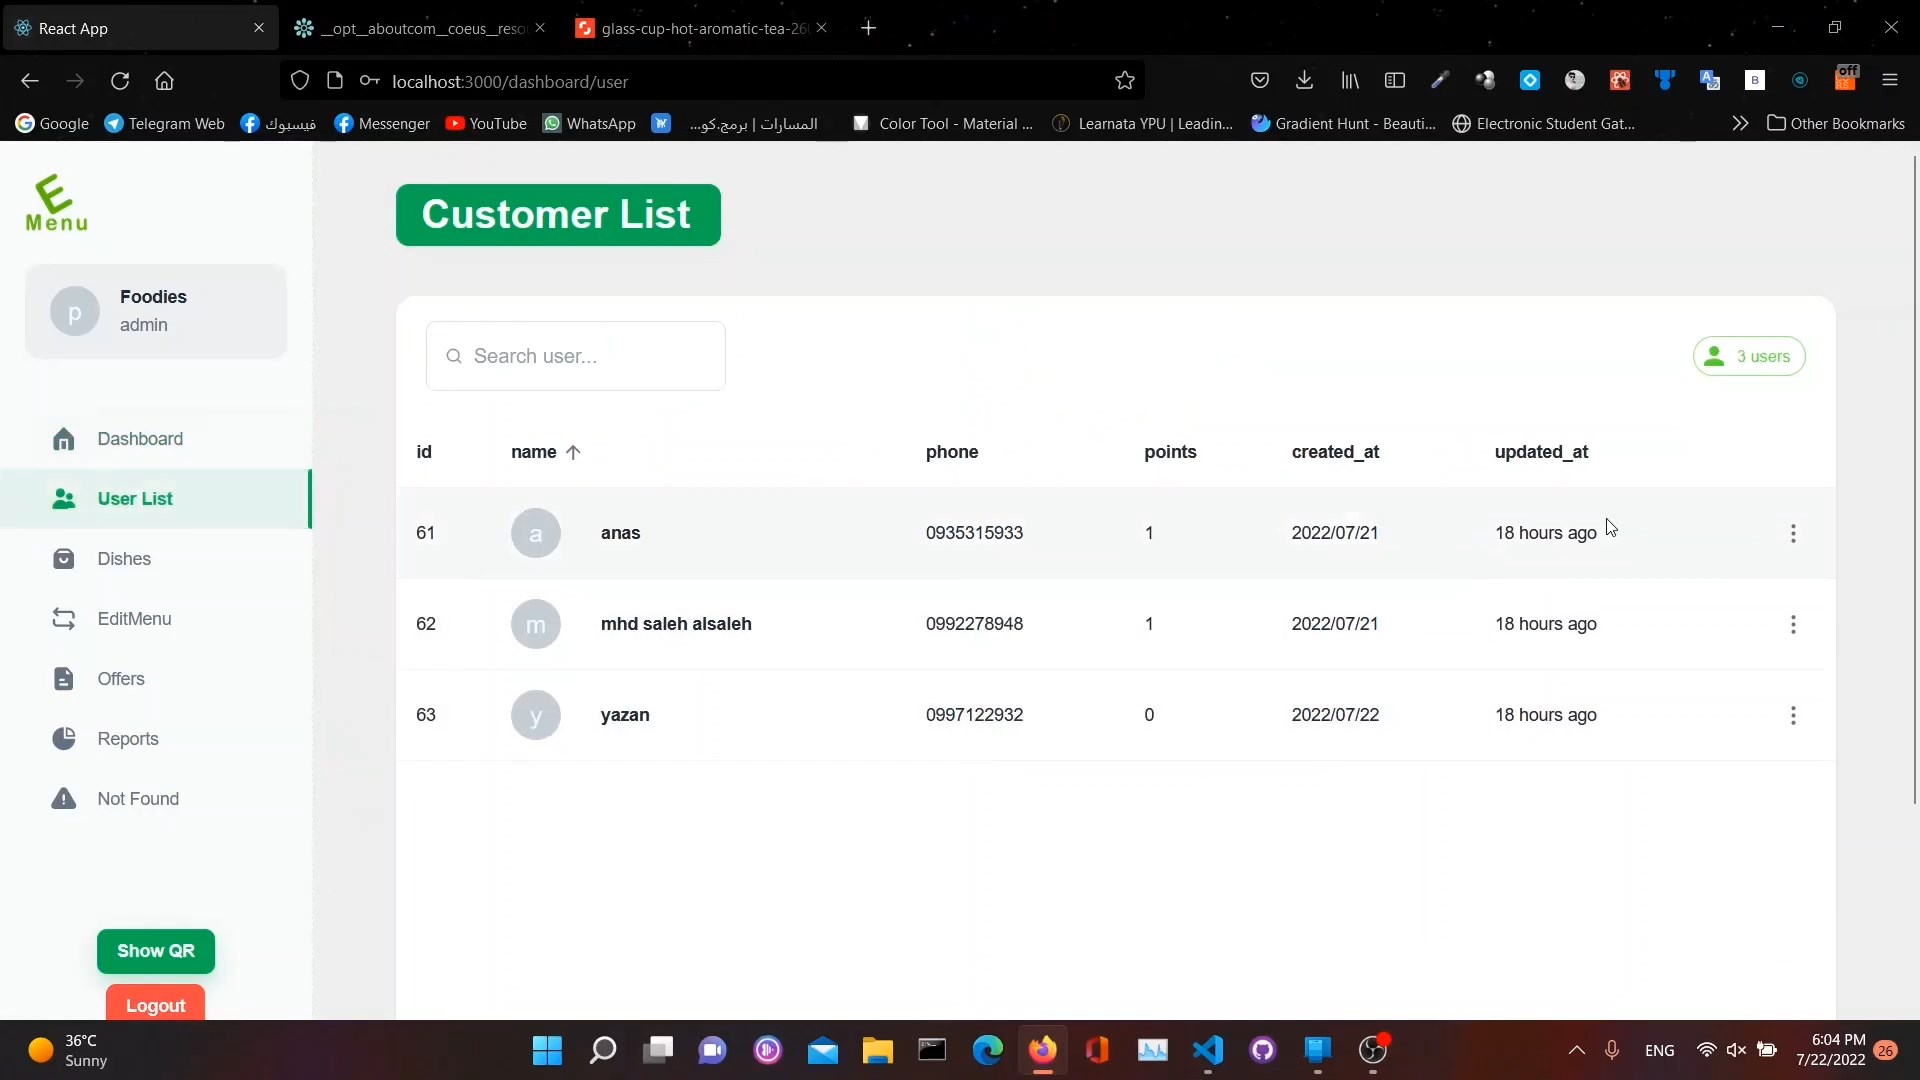 React App
__opt__aboutcom__coeus__reso
glass-cup-hot-aromatic-tea-26
localhost:3000/dashboard/user
off
Google
Telegram Web
فيسبوك
Messenger
YouTube
WhatsApp
المسارات | برمج.كو...
Color Tool - Material ...
Learnata YPU | Leadin...
Gradient Hunt - Beauti...
Electronic Student Gat...
Other Bookmarks
E
Menu
Customer List
p
Foodies
admin
Search user...
3 users
Dashboard
User List
Dishes
EditMenu
Offers
Reports
Not Found
Show QR
Logout
id name phone points created_at updated_at
61 a anas 0935315933 1 2022/07/21 18 hours ago
62 m mhd saleh alsaleh 0992278948 1 2022/07/21 18 hours ago
63 y yazan 0997122932 0 2022/07/22 18 hours ago
36°C
Sunny
ENG
6:04 PM
7/22/2022
26